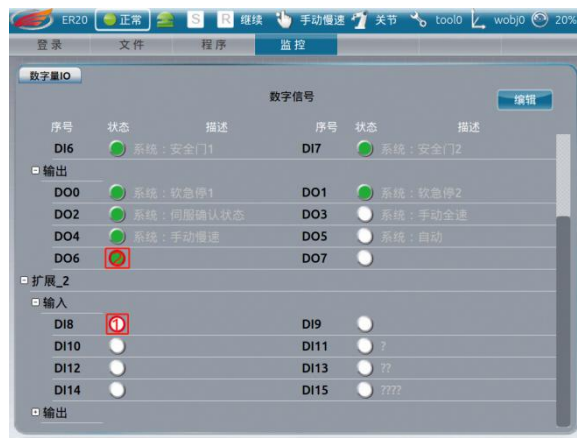 ER20 正常 S R 继续 手动慢速 关节 tool0 wobj0 20%
登录 文件 程序 监控
数字量IO
数字信号
编辑
序号 状态 描述 序号 状态 描述
DI6 系统：安全门1 DI7 系统：安全门2
输出
DO0 系统：软急停1 DO1 系统：软急停2
DO2 系统：伺服确认状态 DO3 系统：手动全速
DO4 系统：手动慢速 DO5 系统：自动
DO6 DO7
扩展_2
输入
DI8 1 DI9
DI10 DI11 ?
DI12 DI13 ??
DI14 DI15 ????
输出